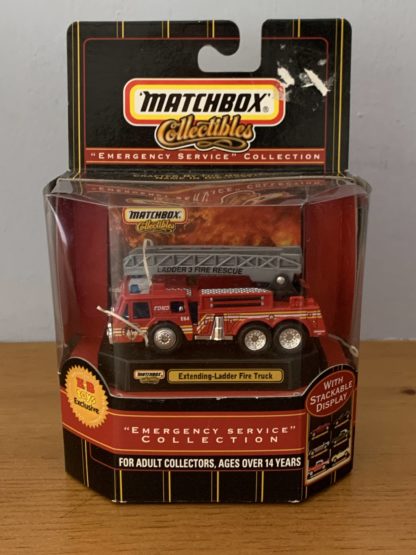 MATCHBOX
Collectibles
"EMERGENCY SERVICE" COLLECTION
MATCHBOX
Collectibles
LADDER 3 FIRE RESCUE
FDNY
Extending-Ladder Fire Truck
KB
Exclusive
WITH
STACKABLE
DISPLAY
"EMERGENCY SERVICE"
COLLECTION
FOR ADULT COLLECTORS, AGES OVER 14 YEARS